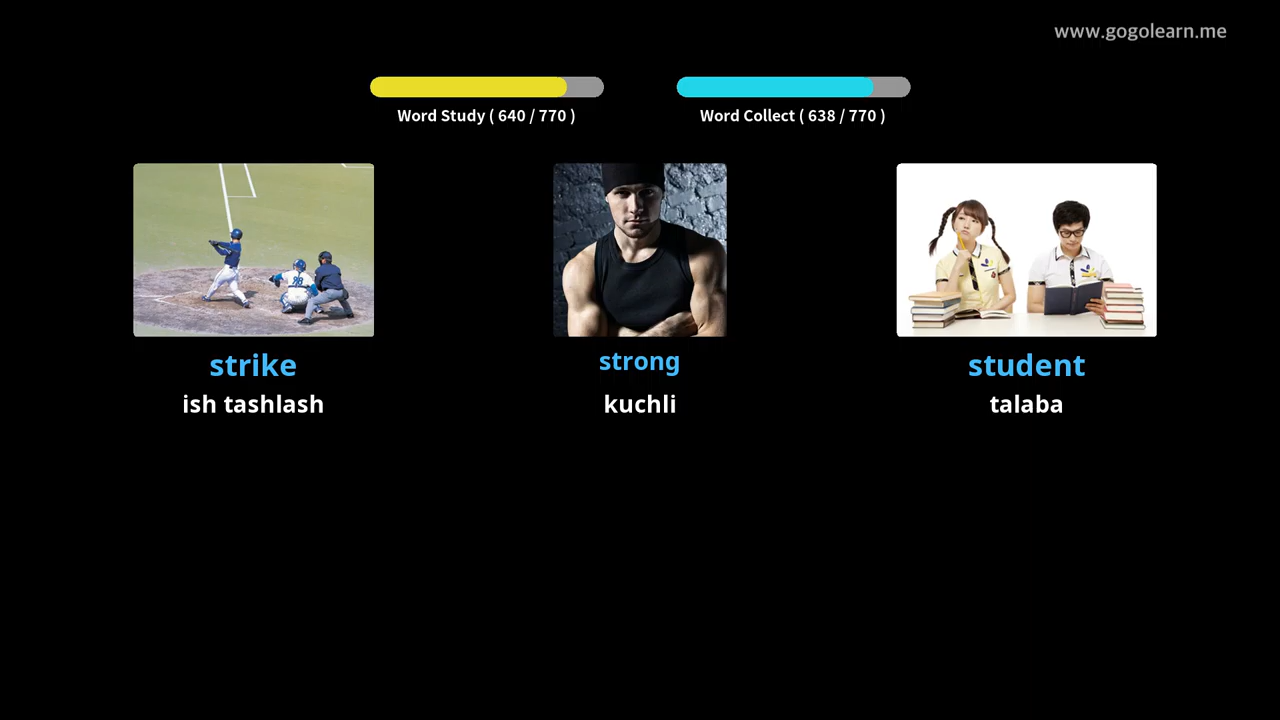 www.gogolearn.me
Word Study ( 640 / 770 )
Word Collect ( 638 / 770 )
strike
ish tashlash
strong
kuchli
student
talaba